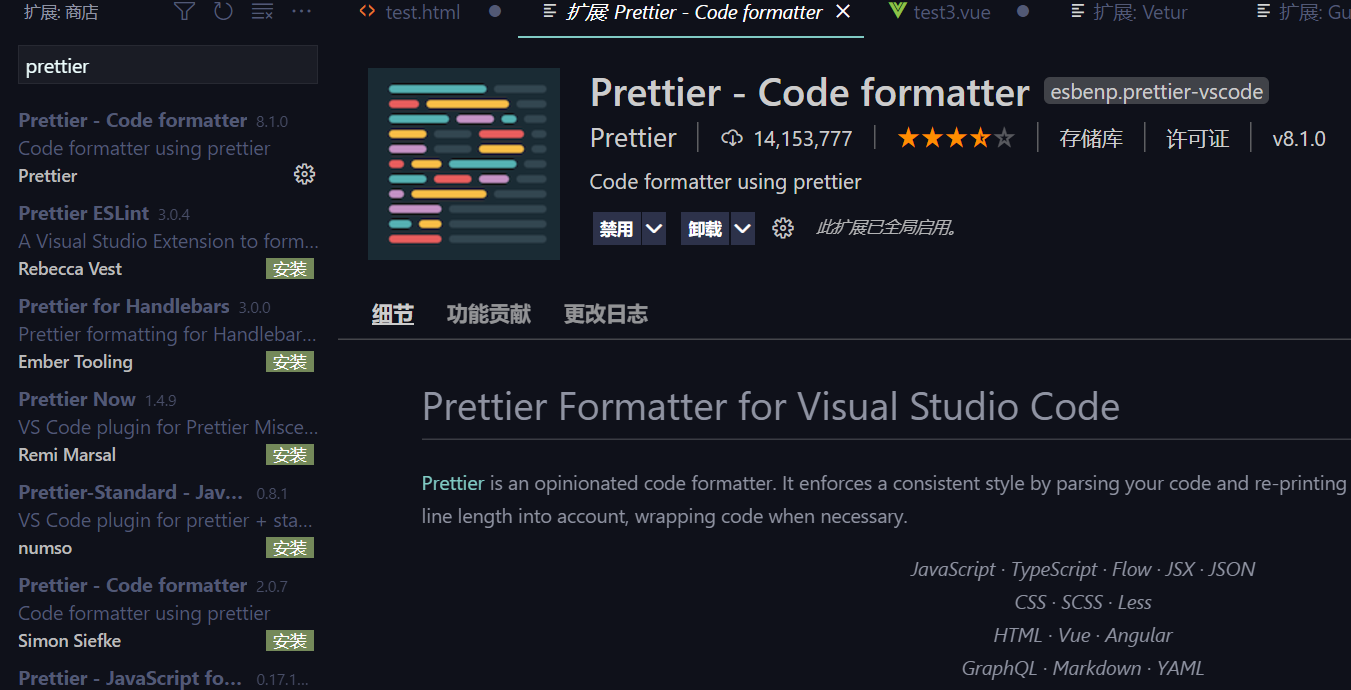 扩展: 商店
test.html
扩展: Prettier - Code formatter
test3.vue
扩展: Vetur
扩展: Gu
prettier
Prettier - Code formatter 8.1.0
Code formatter using prettier
Prettier
Prettier ESLint 3.0.4
A Visual Studio Extension to form...
Rebecca Vest 安装
Prettier for Handlebars 3.0.0
Prettier formatting for Handlebar...
Ember Tooling 安装
Prettier Now 1.4.9
VS Code plugin for Prettier Misce...
Remi Marsal 安装
Prettier-Standard - Jav... 0.8.1
VS Code plugin for prettier + sta...
numso 安装
Prettier - Code formatter 2.0.7
Code formatter using prettier
Simon Siefke 安装
Prettier - JavaScript fo... 0.17.1...
Prettier - Code formatter esbenp.prettier-vscode
Prettier 14,153,777 存储库 许可证 v8.1.0
Code formatter using prettier
禁用 卸载 此扩展已全局启用。
细节 功能贡献 更改日志
Prettier Formatter for Visual Studio Code
Prettier is an opinionated code formatter. It enforces a consistent style by parsing your code and re-printing
line length into account, wrapping code when necessary.
JavaScript · TypeScript · Flow · JSX · JSON
CSS · SCSS · Less
HTML · Vue · Angular
GraphQL · Markdown · YAML